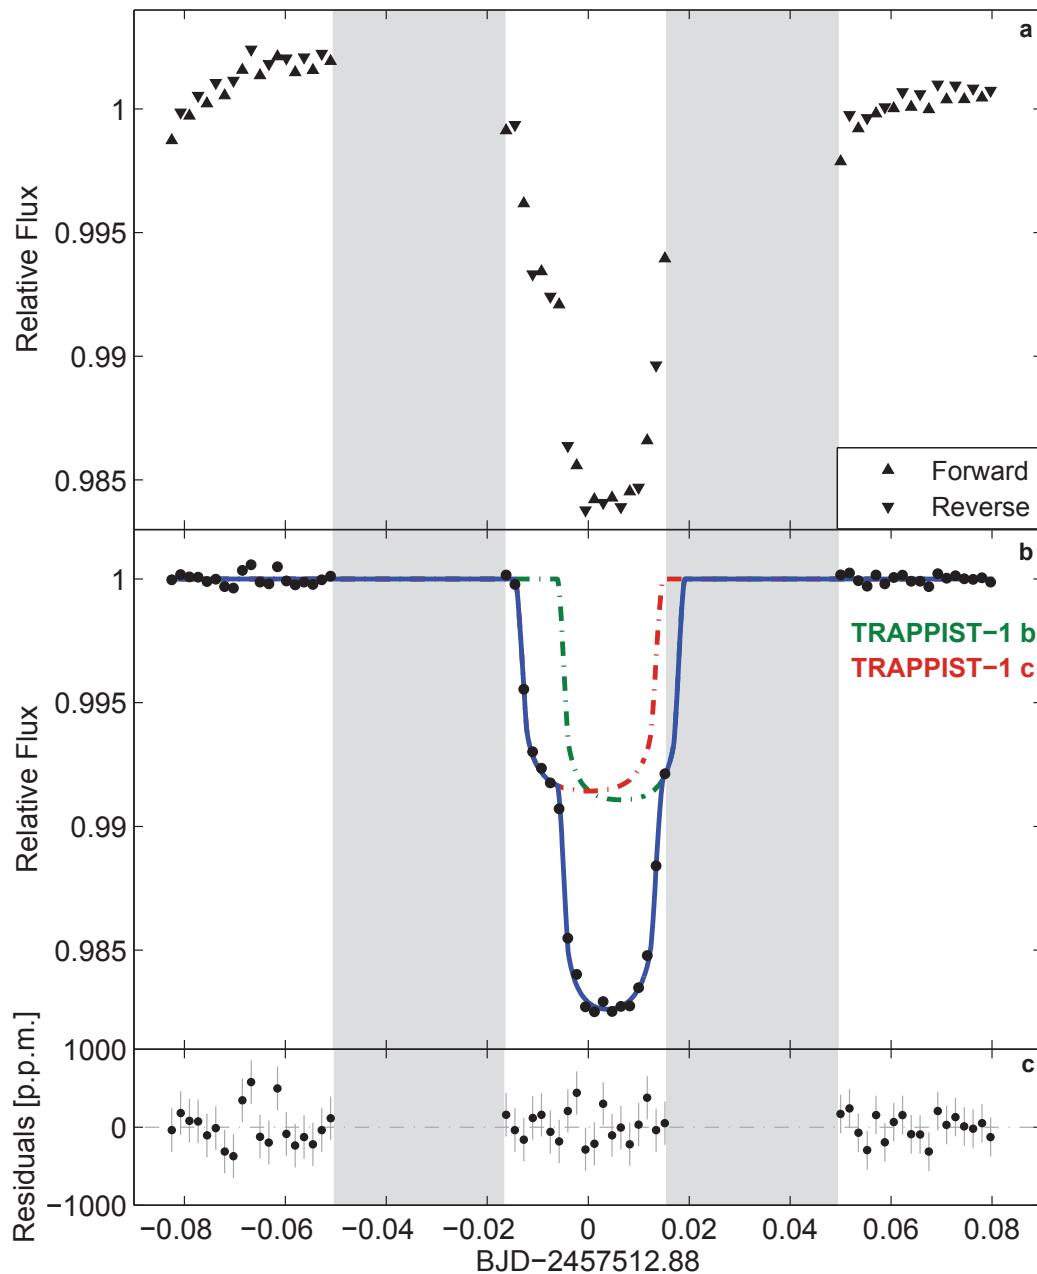 a
1
0.995
0.99
0.985
Relative Flux
Forward
Reverse
b
1
0.995
0.99
0.985
Relative Flux
TRAPPIST−1 b
TRAPPIST−1 c
c
1000
0
−1000
Residuals [p.p.m.]
−0.08 −0.06 −0.04 −0.02 0 0.02 0.04 0.06 0.08
BJD−2457512.88